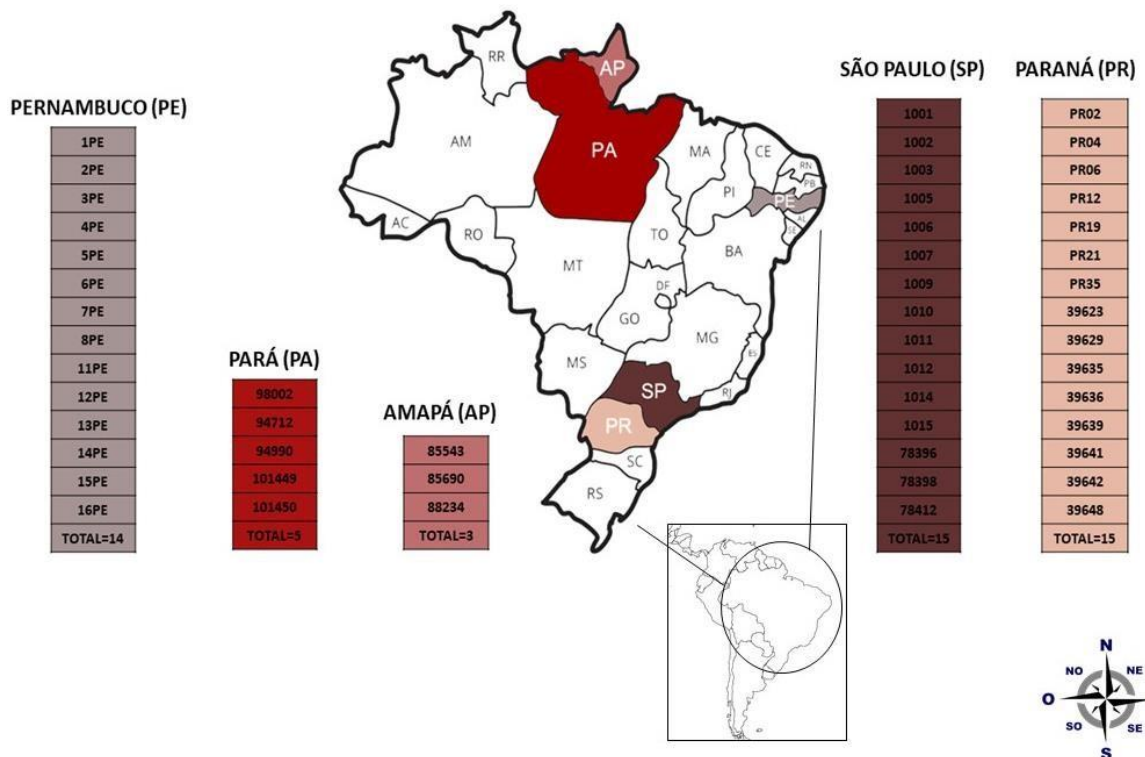 PERNAMBUCO (PE)
1PE
2PE
3PE
4PE
5PE
6PE
7PE
8PE
11PE
12PE
13PE
14PE
15PE
16PE
TOTAL=14
PARÁ (PA)
98002
94712
94990
101449
101450
TOTAL=5
AMAPÁ (AP)
85543
85690
88234
TOTAL=3
RR
AP
AM
PA
MA
CE
RN
PB
PI
PE
AL
SE
AC
RO
TO
BA
MT
DF
GO
MG
ES
MS
SP
RJ
PR
SC
RS
SÃO PAULO (SP)
1001
1002
1003
1005
1006
1007
1009
1010
1011
1012
1014
1015
78396
78398
78412
TOTAL=15
PARANÁ (PR)
PR02
PR04
PR06
PR12
PR19
PR21
PR35
39623
39629
39635
39636
39639
39641
39642
39648
TOTAL=15
N
NO
NE
O
SO
SE
S